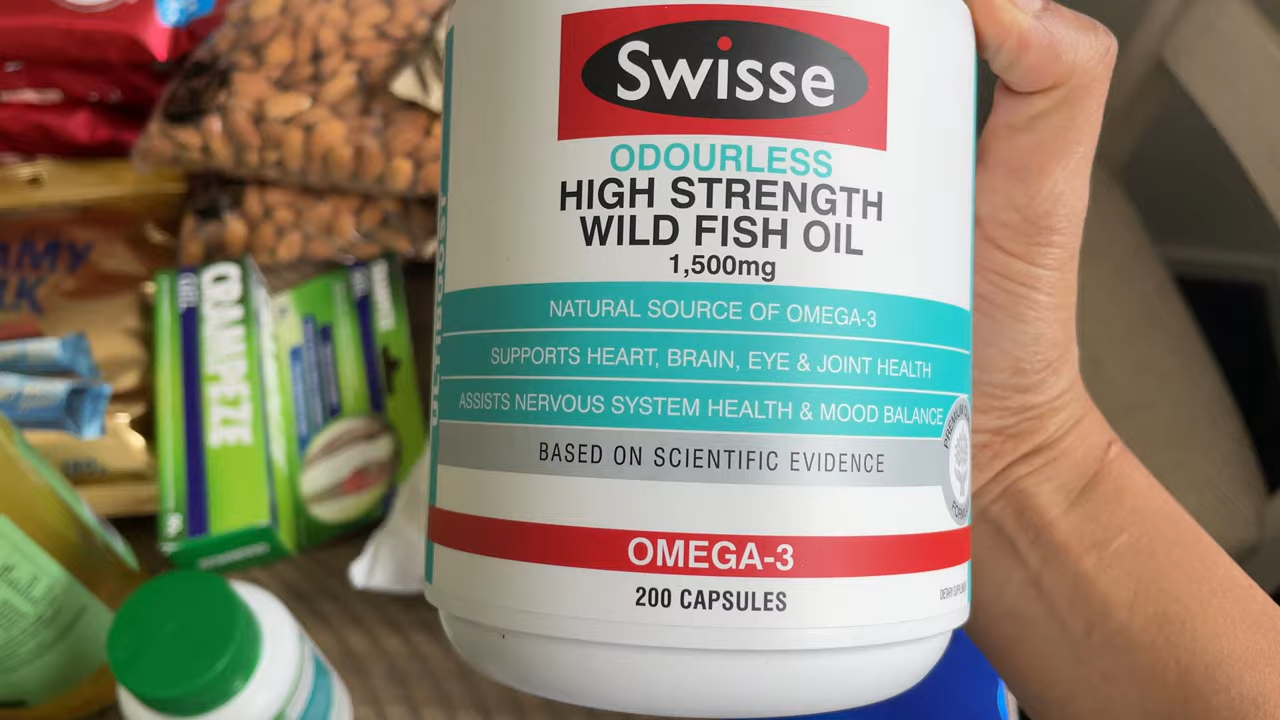 Swisse
ODOURLESS
HIGH STRENGTH
WILD FISH OIL
1,500mg
NATURAL SOURCE OF OMEGA-3
SUPPORTS HEART, BRAIN, EYE & JOINT HEALTH
ASSISTS NERVOUS SYSTEM HEALTH & MOOD BALANCE
BASED ON SCIENTIFIC EVIDENCE
OMEGA-3
200 CAPSULES
CRAMPEZE